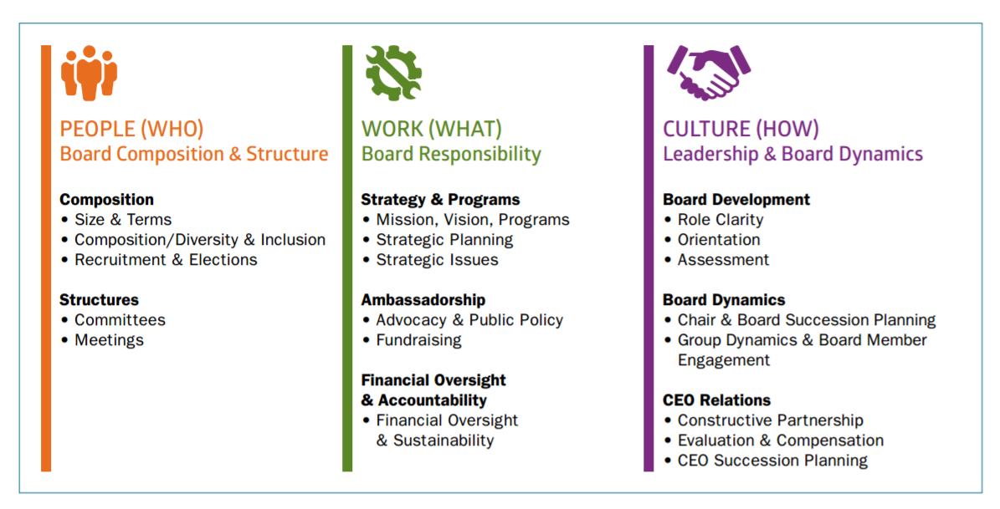 PEOPLE (WHO)
Board Composition & Structure
Composition
• Size & Terms
• Composition/Diversity & Inclusion
• Recruitment & Elections
Structures
• Committees
• Meetings
WORK (WHAT)
Board Responsibility
Strategy & Programs
• Mission, Vision, Programs
• Strategic Planning
• Strategic Issues
Ambassadorship
• Advocacy & Public Policy
• Fundraising
Financial Oversight
& Accountability
• Financial Oversight
& Sustainability
CULTURE (HOW)
Leadership & Board Dynamics
Board Development
• Role Clarity
• Orientation
• Assessment
Board Dynamics
• Chair & Board Succession Planning
• Group Dynamics & Board Member
Engagement
CEO Relations
• Constructive Partnership
• Evaluation & Compensation
• CEO Succession Planning